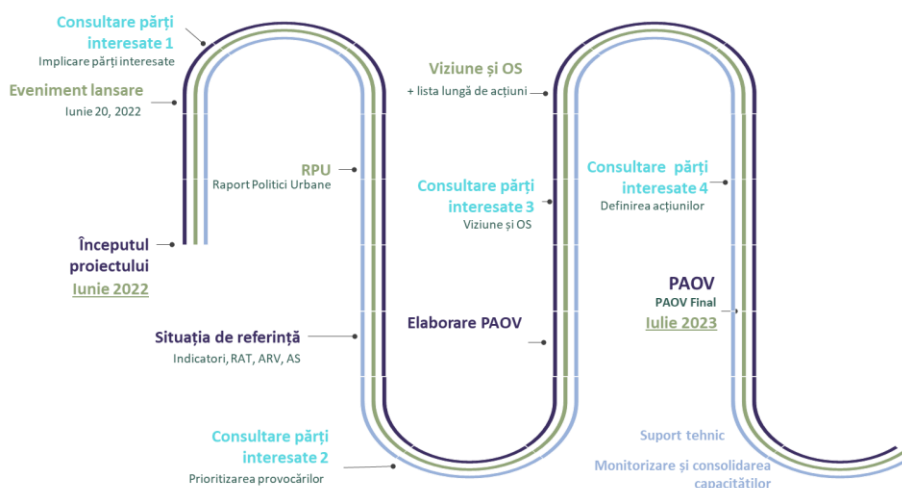 Consultare părți
interesate 1
Implicare părți interesate
Eveniment lansare
Iunie 20, 2022
Începutul
proiectului
Iunie 2022
RPU
Raport Politici Urbane
Situația de referință
Indicatori, RAT, ARV, AS
Consultare părți
interesate 2
Prioritizarea provocărilor
Viziune și OS
+ lista lungă de acțiuni
Consultare părți
interesate 3
Viziune și OS
Elaborare PAOV
Consultare părți
interesate 4
Definirea acțiunilor
PAOV
PAOV Final
Iulie 2023
Suport tehnic
Monitorizare și consolidarea
capacităților